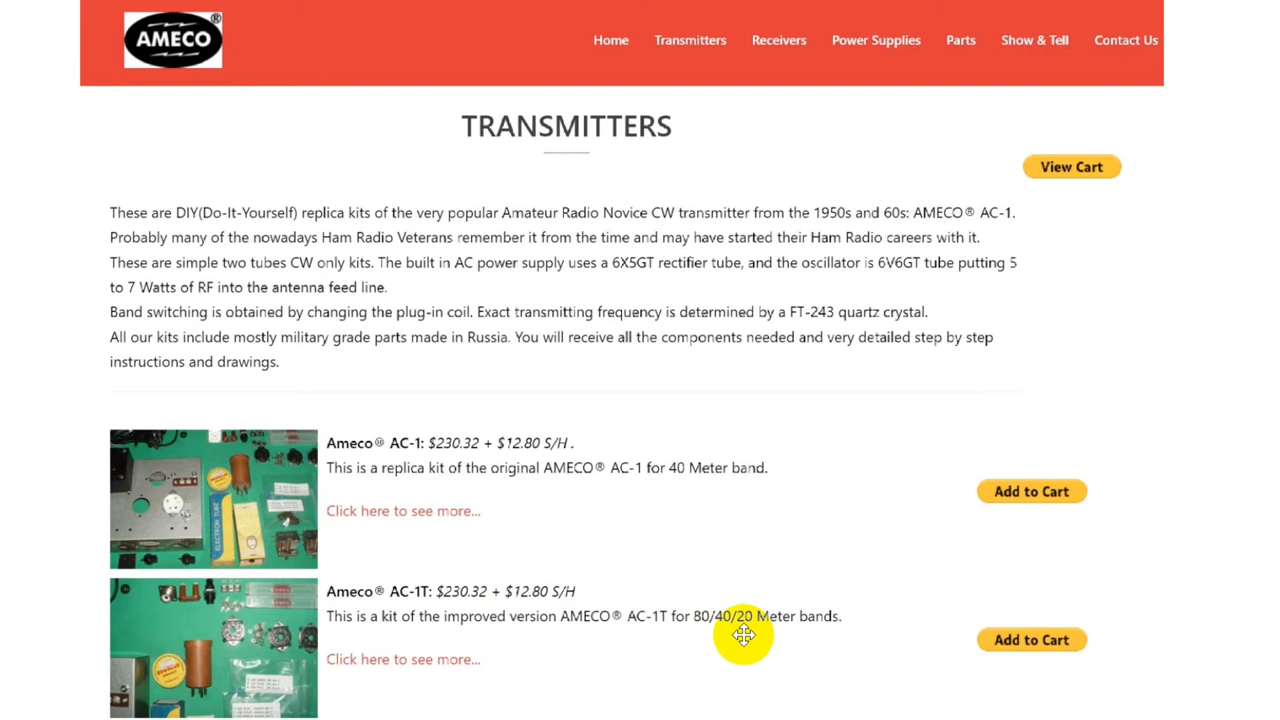 AMECO®
Home Transmitters Receivers Power Supplies Parts Show & Tell Contact Us
TRANSMITTERS
View Cart
These are DIY(Do-It-Yourself) replica kits of the very popular Amateur Radio Novice CW transmitter from the 1950s and 60s: AMECO® AC-1.
Probably many of the nowadays Ham Radio Veterans remember it from the time and may have started their Ham Radio careers with it.
These are simple two tubes CW only kits. The built in AC power supply uses a 6X5GT rectifier tube, and the oscillator is 6V6GT tube putting 5
to 7 Watts of RF into the antenna feed line.
Band switching is obtained by changing the plug-in coil. Exact transmitting frequency is determined by a FT-243 quartz crystal.
All our kits include mostly military grade parts made in Russia. You will receive all the components needed and very detailed step by step
instructions and drawings.
Ameco® AC-1: $230.32 + $12.80 S/H .
This is a replica kit of the original AMECO® AC-1 for 40 Meter band.
Add to Cart
Click here to see more...
ELECTRON TUBE
Ameco® AC-1T: $230.32 + $12.80 S/H
This is a kit of the improved version AMECO® AC-1T for 80/40/20 Meter bands.
Add to Cart
Click here to see more...